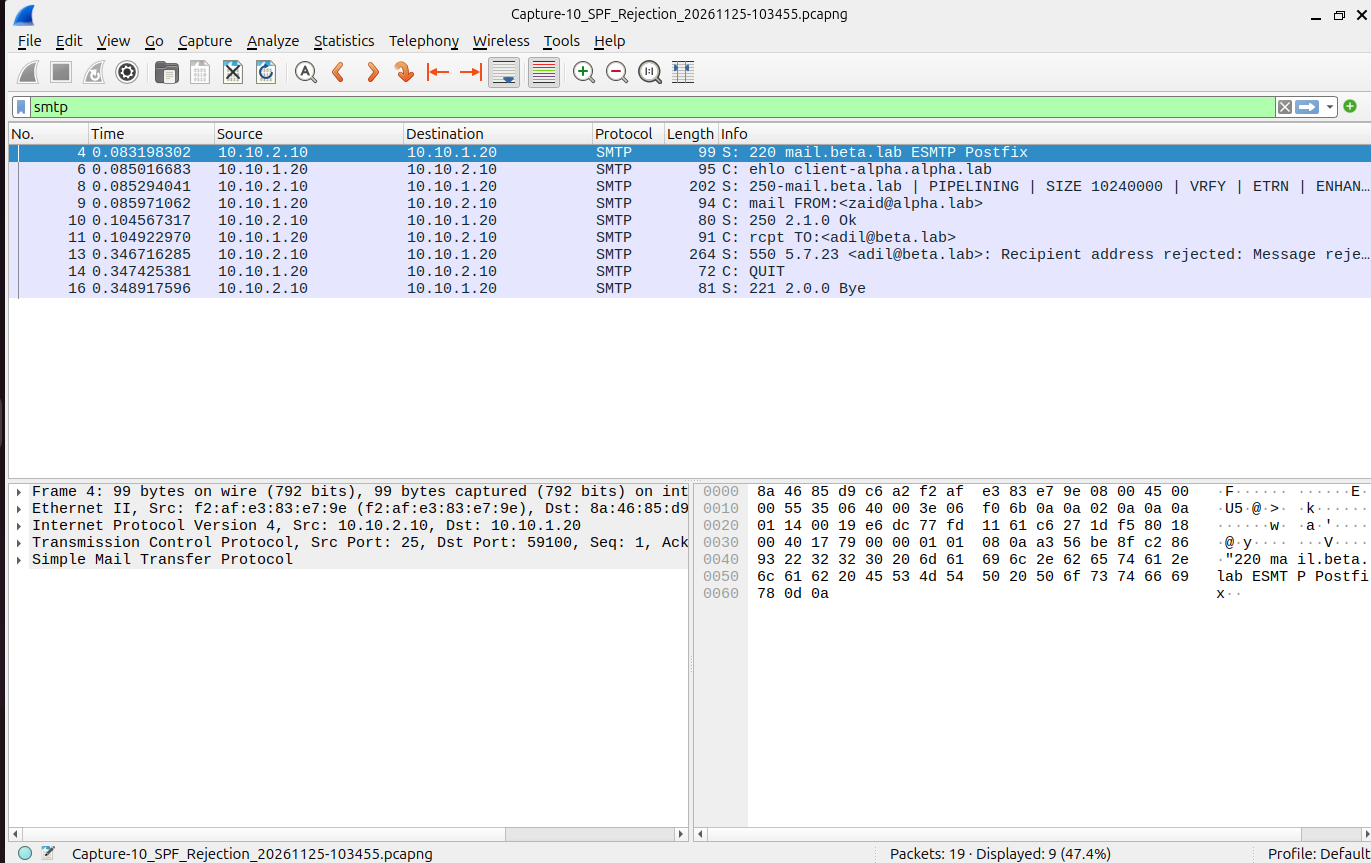 Capture-10_SPF_Rejection_20261125-103455.pcapng
File Edit View Go Capture Analyze Statistics Telephony Wireless Tools Help
smtp
No. Time Source Destination Protocol Length Info
4 0.083198302 10.10.2.10 10.10.1.20 SMTP 99 S: 220 mail.beta.lab ESMTP Postfix
6 0.085016683 10.10.1.20 10.10.2.10 SMTP 95 C: ehlo client-alpha.alpha.lab
8 0.085294041 10.10.2.10 10.10.1.20 SMTP 202 S: 250-mail.beta.lab | PIPELINING | SIZE 10240000 | VRFY | ETRN | ENHAN…
9 0.085971062 10.10.1.20 10.10.2.10 SMTP 94 C: mail FROM:<zaid@alpha.lab>
10 0.104567317 10.10.2.10 10.10.1.20 SMTP 80 S: 250 2.1.0 Ok
11 0.104922970 10.10.1.20 10.10.2.10 SMTP 91 C: rcpt TO:<adil@beta.lab>
13 0.346716285 10.10.2.10 10.10.1.20 SMTP 264 S: 550 5.7.23 <adil@beta.lab>: Recipient address rejected: Message reje…
14 0.347425381 10.10.1.20 10.10.2.10 SMTP 72 C: QUIT
16 0.348917596 10.10.2.10 10.10.1.20 SMTP 81 S: 221 2.0.0 Bye
Frame 4: 99 bytes on wire (792 bits), 99 bytes captured (792 bits) on int
Ethernet II, Src: f2:af:e3:83:e7:9e (f2:af:e3:83:e7:9e), Dst: 8a:46:85:d9
Internet Protocol Version 4, Src: 10.10.2.10, Dst: 10.10.1.20
Transmission Control Protocol, Src Port: 25, Dst Port: 59100, Seq: 1, Ack
Simple Mail Transfer Protocol
0000 8a 46 85 d9 c6 a2 f2 af e3 83 e7 9e 08 00 45 00 ·F······ ······E·
0010 00 55 35 06 40 00 3e 06 f0 6b 0a 0a 02 0a 0a 0a ·U5·@·>· ·k······
0020 01 14 00 19 e6 dc 77 fd 11 61 c6 27 1d f5 80 18 ······w· ·a·'····
0030 00 40 17 79 00 00 01 01 08 0a a3 56 be 8f c2 86 ·@·y···· ···V····
0040 93 22 32 32 30 20 6d 61 69 6c 2e 62 65 74 61 2e ·"220 ma il.beta.
0050 6c 61 62 20 45 53 4d 54 50 20 50 6f 73 74 66 69 lab ESMT P Postfi
0060 78 0d 0a x··
Capture-10_SPF_Rejection_20261125-103455.pcapng
Packets: 19 · Displayed: 9 (47.4%)
Profile: Default